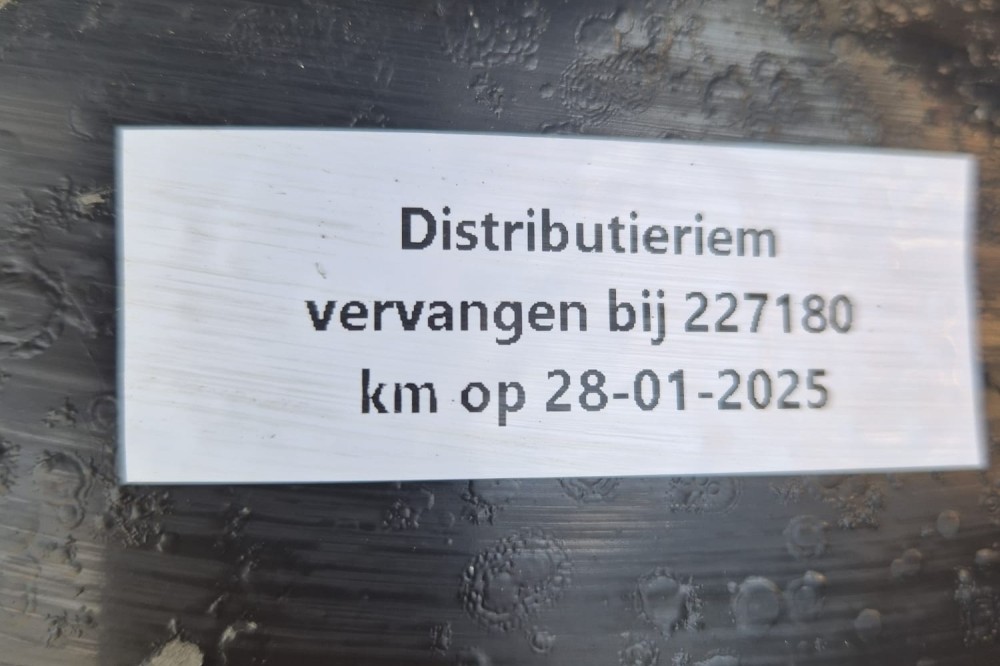 Distributieriem
vervangen bij 227180
km op 28-01-2025